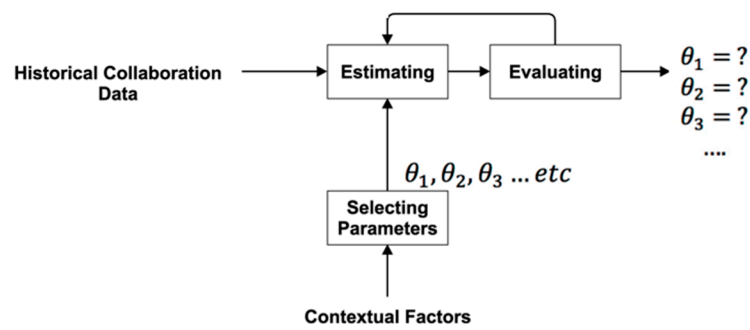 Historical Collaboration
Data
Estimating
Evaluating
θ₁ = ?
θ₂ = ?
θ₃ = ?
....
θ₁, θ₂, θ₃ ... etc
Selecting
Parameters
Contextual Factors